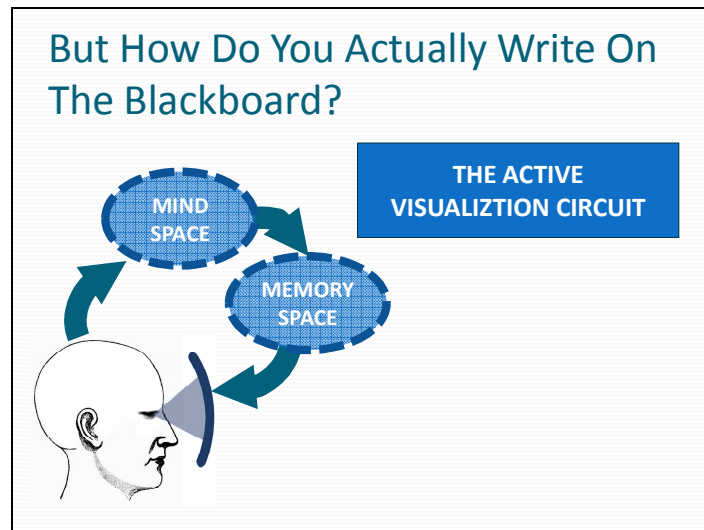 But How Do You Actually Write On
The Blackboard?
THE ACTIVE
VISUALIZTION CIRCUIT
MIND
SPACE
MEMORY
SPACE